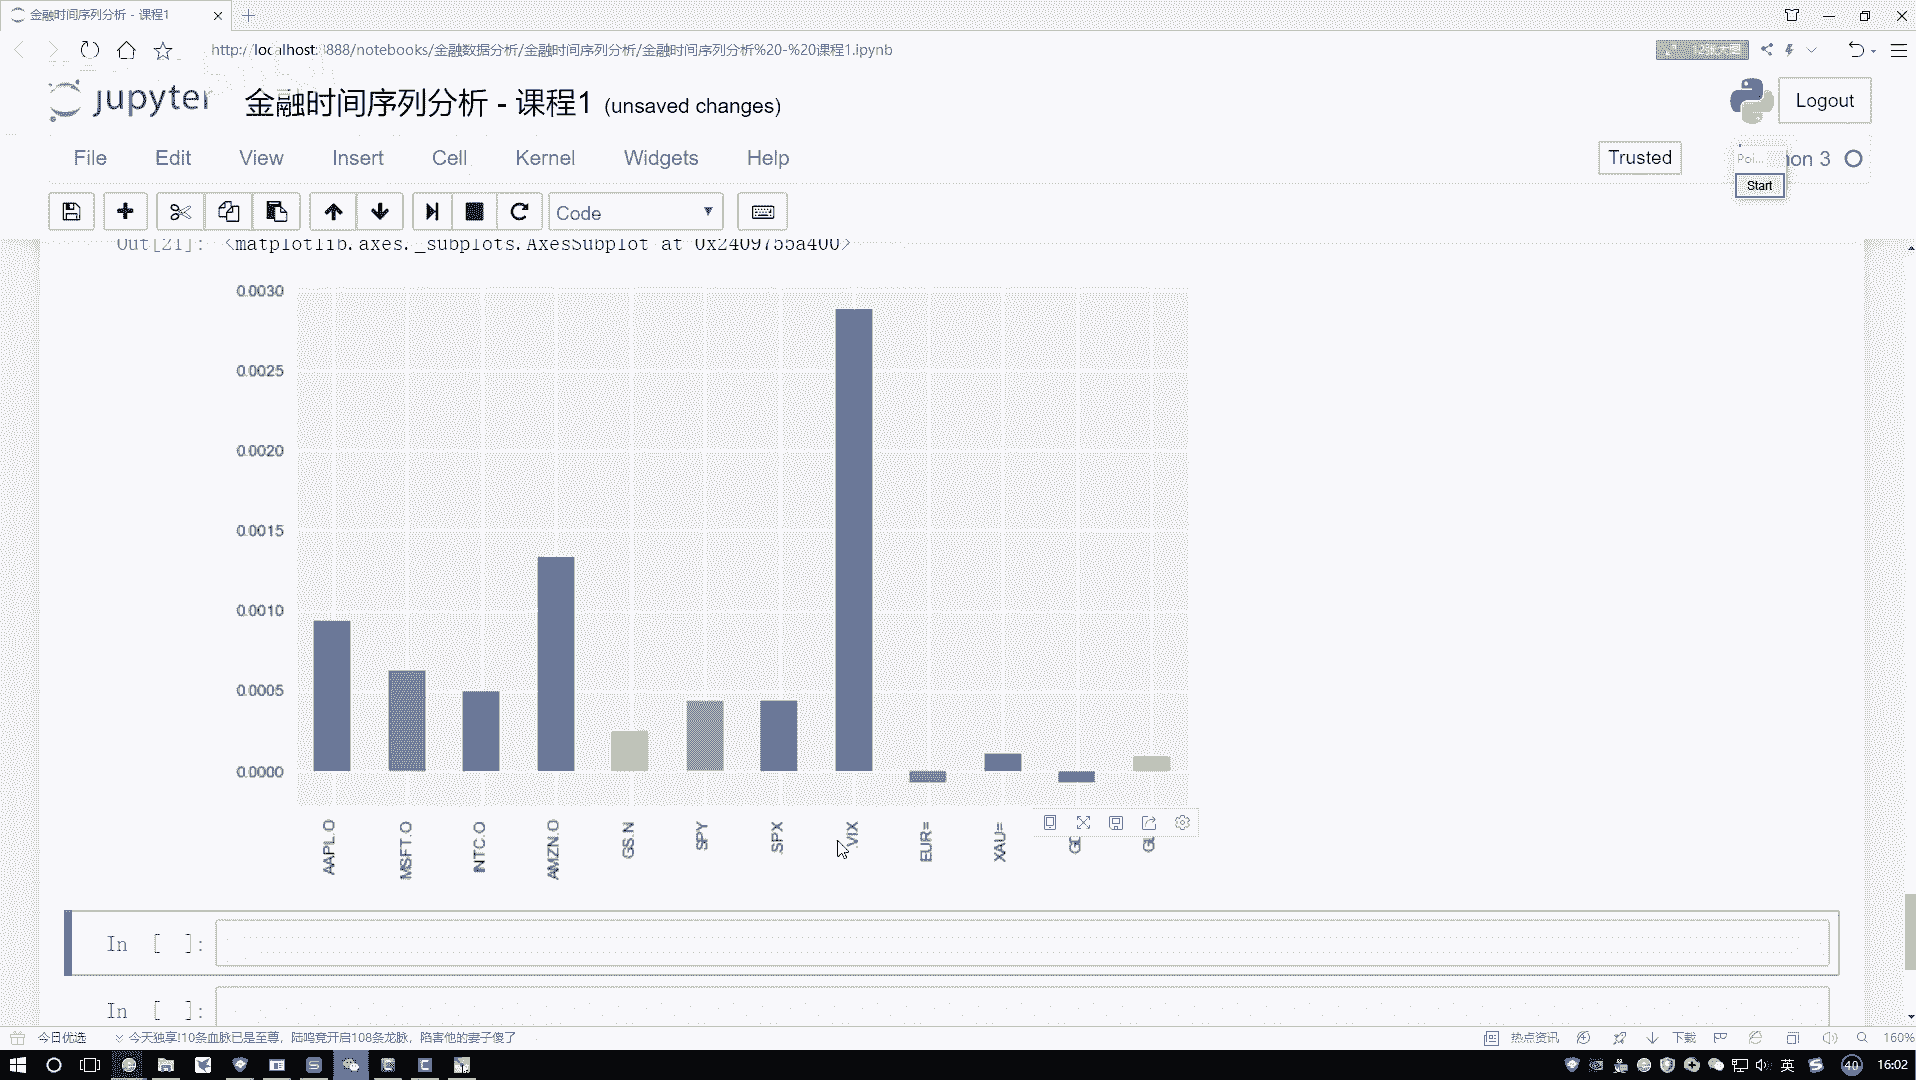 金融时间序列分析 - 课程1
http://localhost:8888/notebooks/金融数据分析/金融时间序列分析/金融时间序列分析%20-%20课程1.ipynb
jupyter 金融时间序列分析 - 课程1 (unsaved changes)
Logout
File Edit View Insert Cell Kernel Widgets Help
Trusted
Poi... hon 3
Start
Code
Out[21]: <matplotlib.axes._subplots.AxesSubplot at 0x2409755a400>
0.0030
0.0025
0.0020
0.0015
0.0010
0.0005
0.0000
AAPL.O
MSFT.O
INTC.O
AMZN.O
GS.N
SPY
.SPX
.VIX
EUR=
XAU=
In [ ]:
In [ ]:
今日优选 今天独享!10条血脉已是至尊，陆鸣竟开启108条龙脉，陷害他的妻子傻了
热点资讯 下载 160%
英 40 16:02